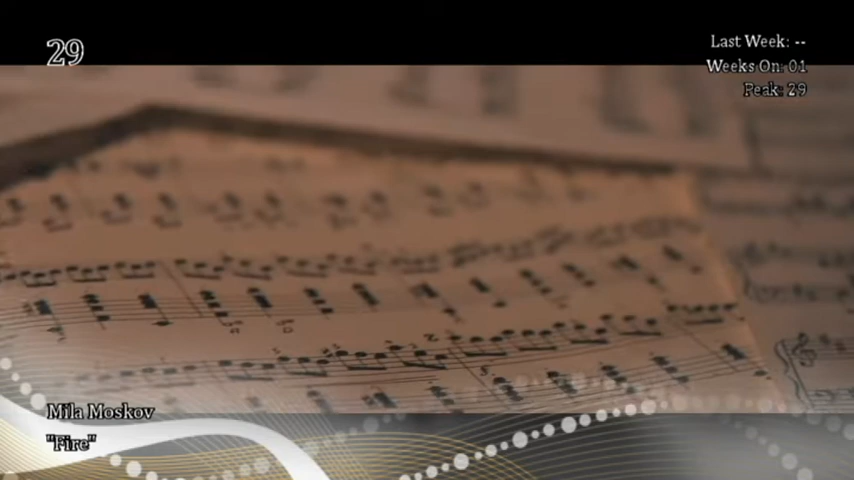 29
Last Week: --
Weeks On: 01
Peak: 29
Mila Moskov
"Fire"